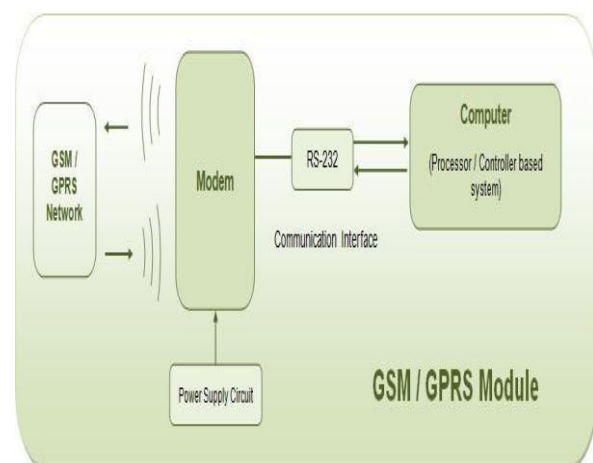 GSM /
GPRS
Network
Modem
RS-232
Communication Interface
Computer
(Processor / Controller based
system)
Power Supply Circuit
GSM / GPRS Module